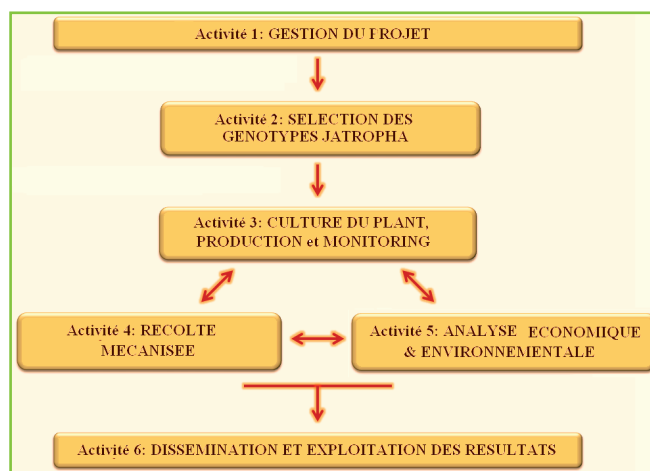 Activité 1: GESTION DU PROJET
Activité 2: SELECTION DES
GENOTYPES JATROPHA
Activité 3: CULTURE DU PLANT,
PRODUCTION et MONITORING
Activité 4: RECOLTE
MECANISEE
Activité 5: ANALYSE ECONOMIQUE
& ENVIRONNEMENTALE
Activité 6: DISSEMINATION ET EXPLOITATION DES RESULTATS